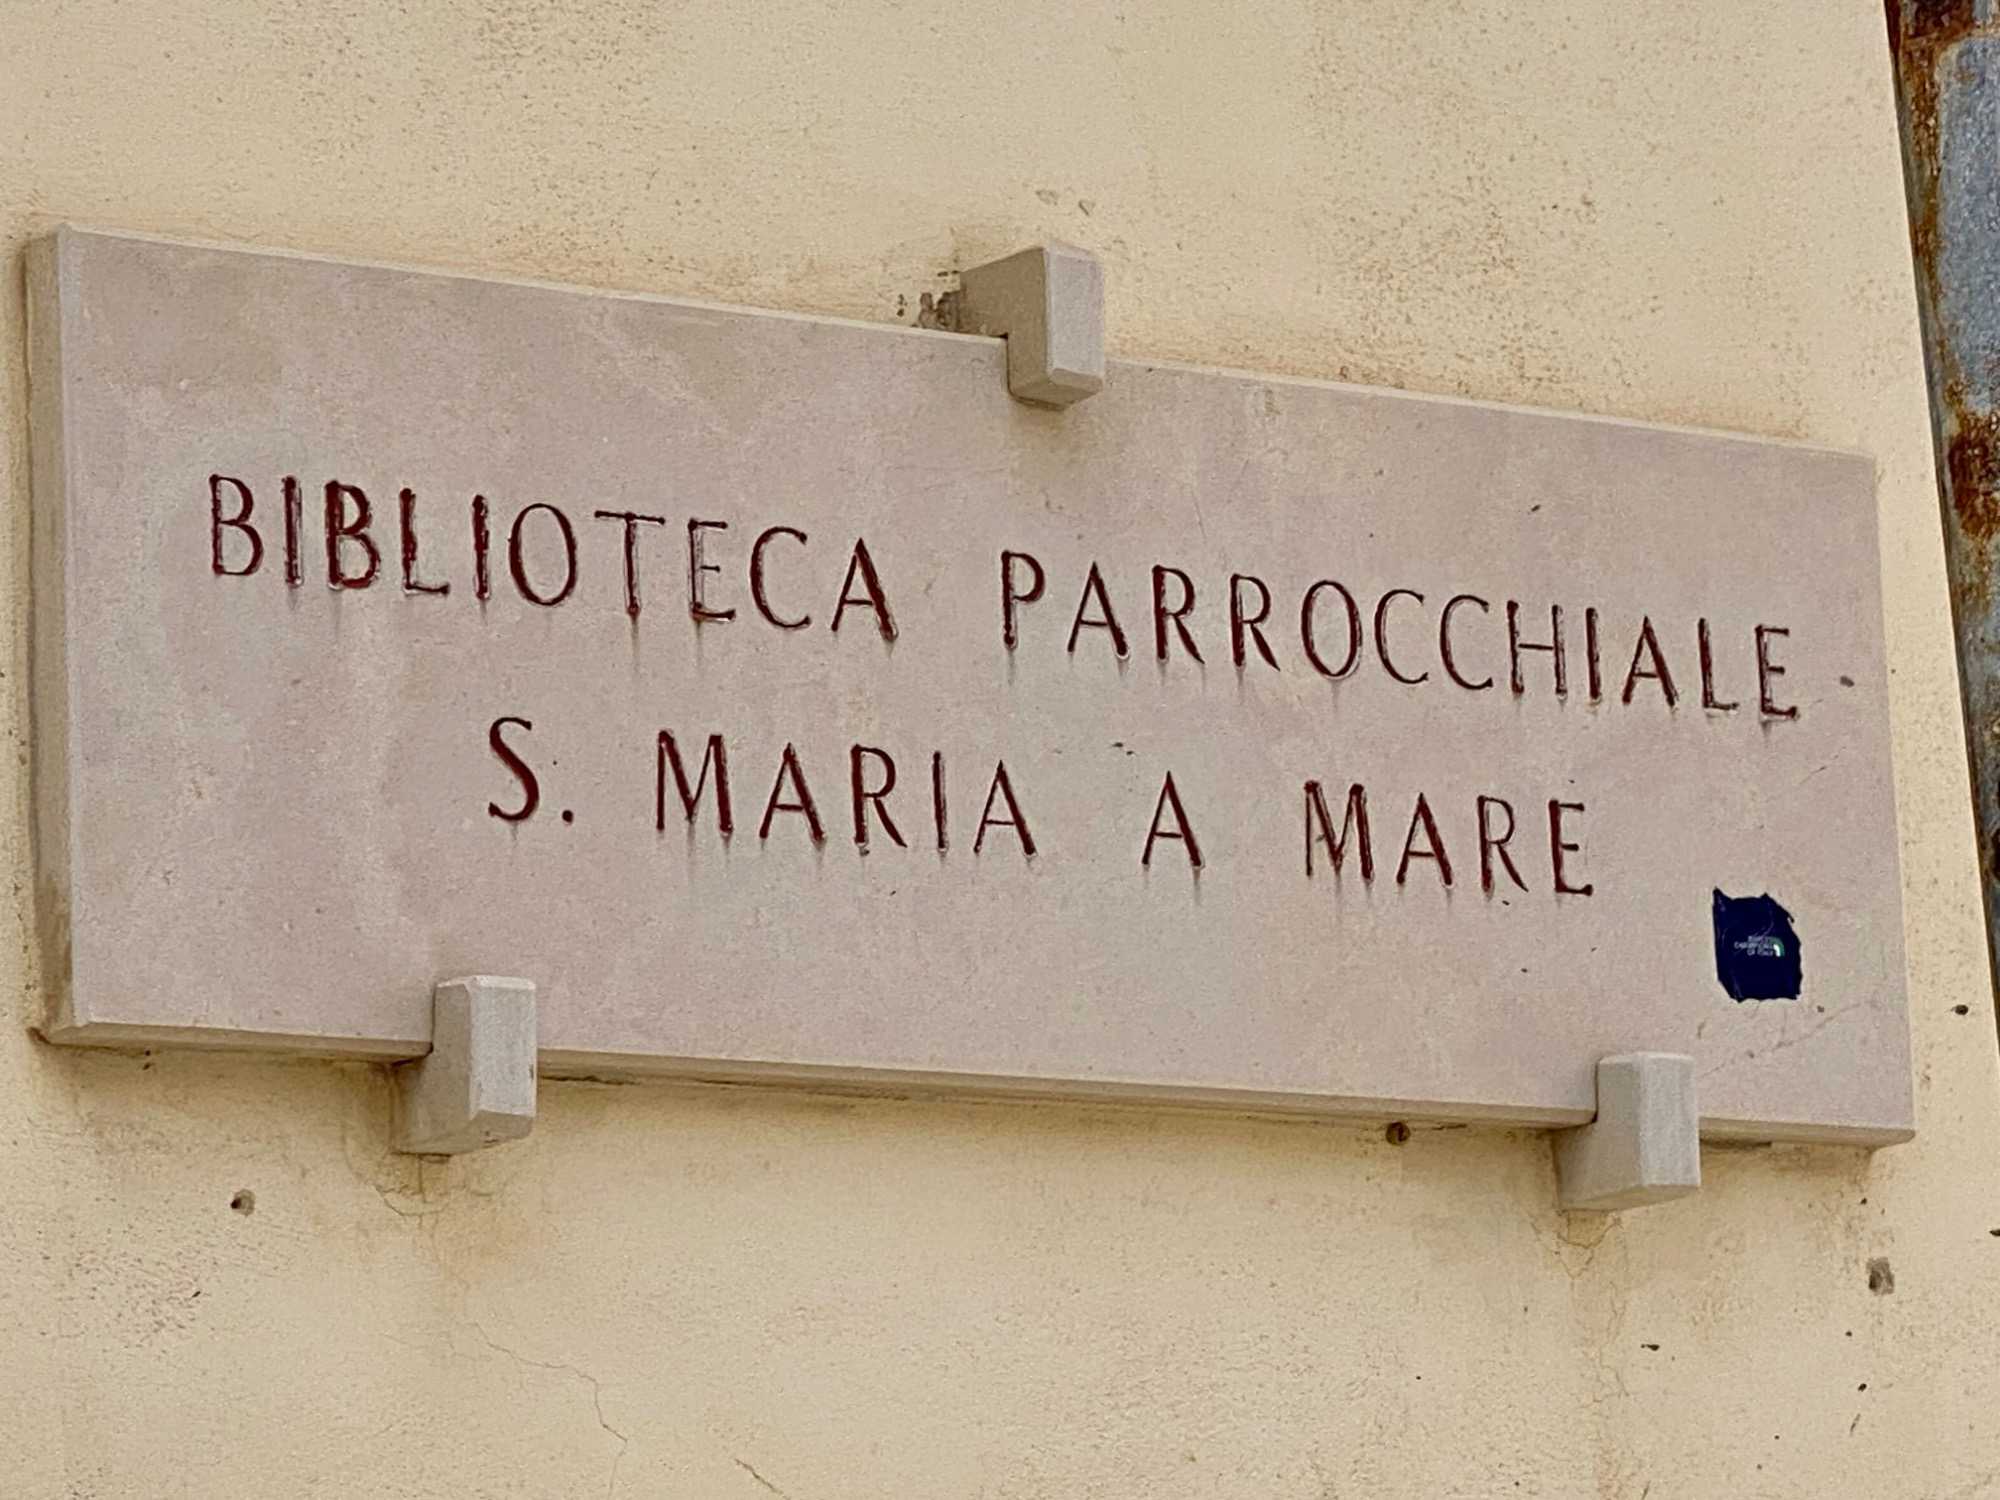 BIBLIOTECA PARROCCHIALE
S. MARIA A MARE